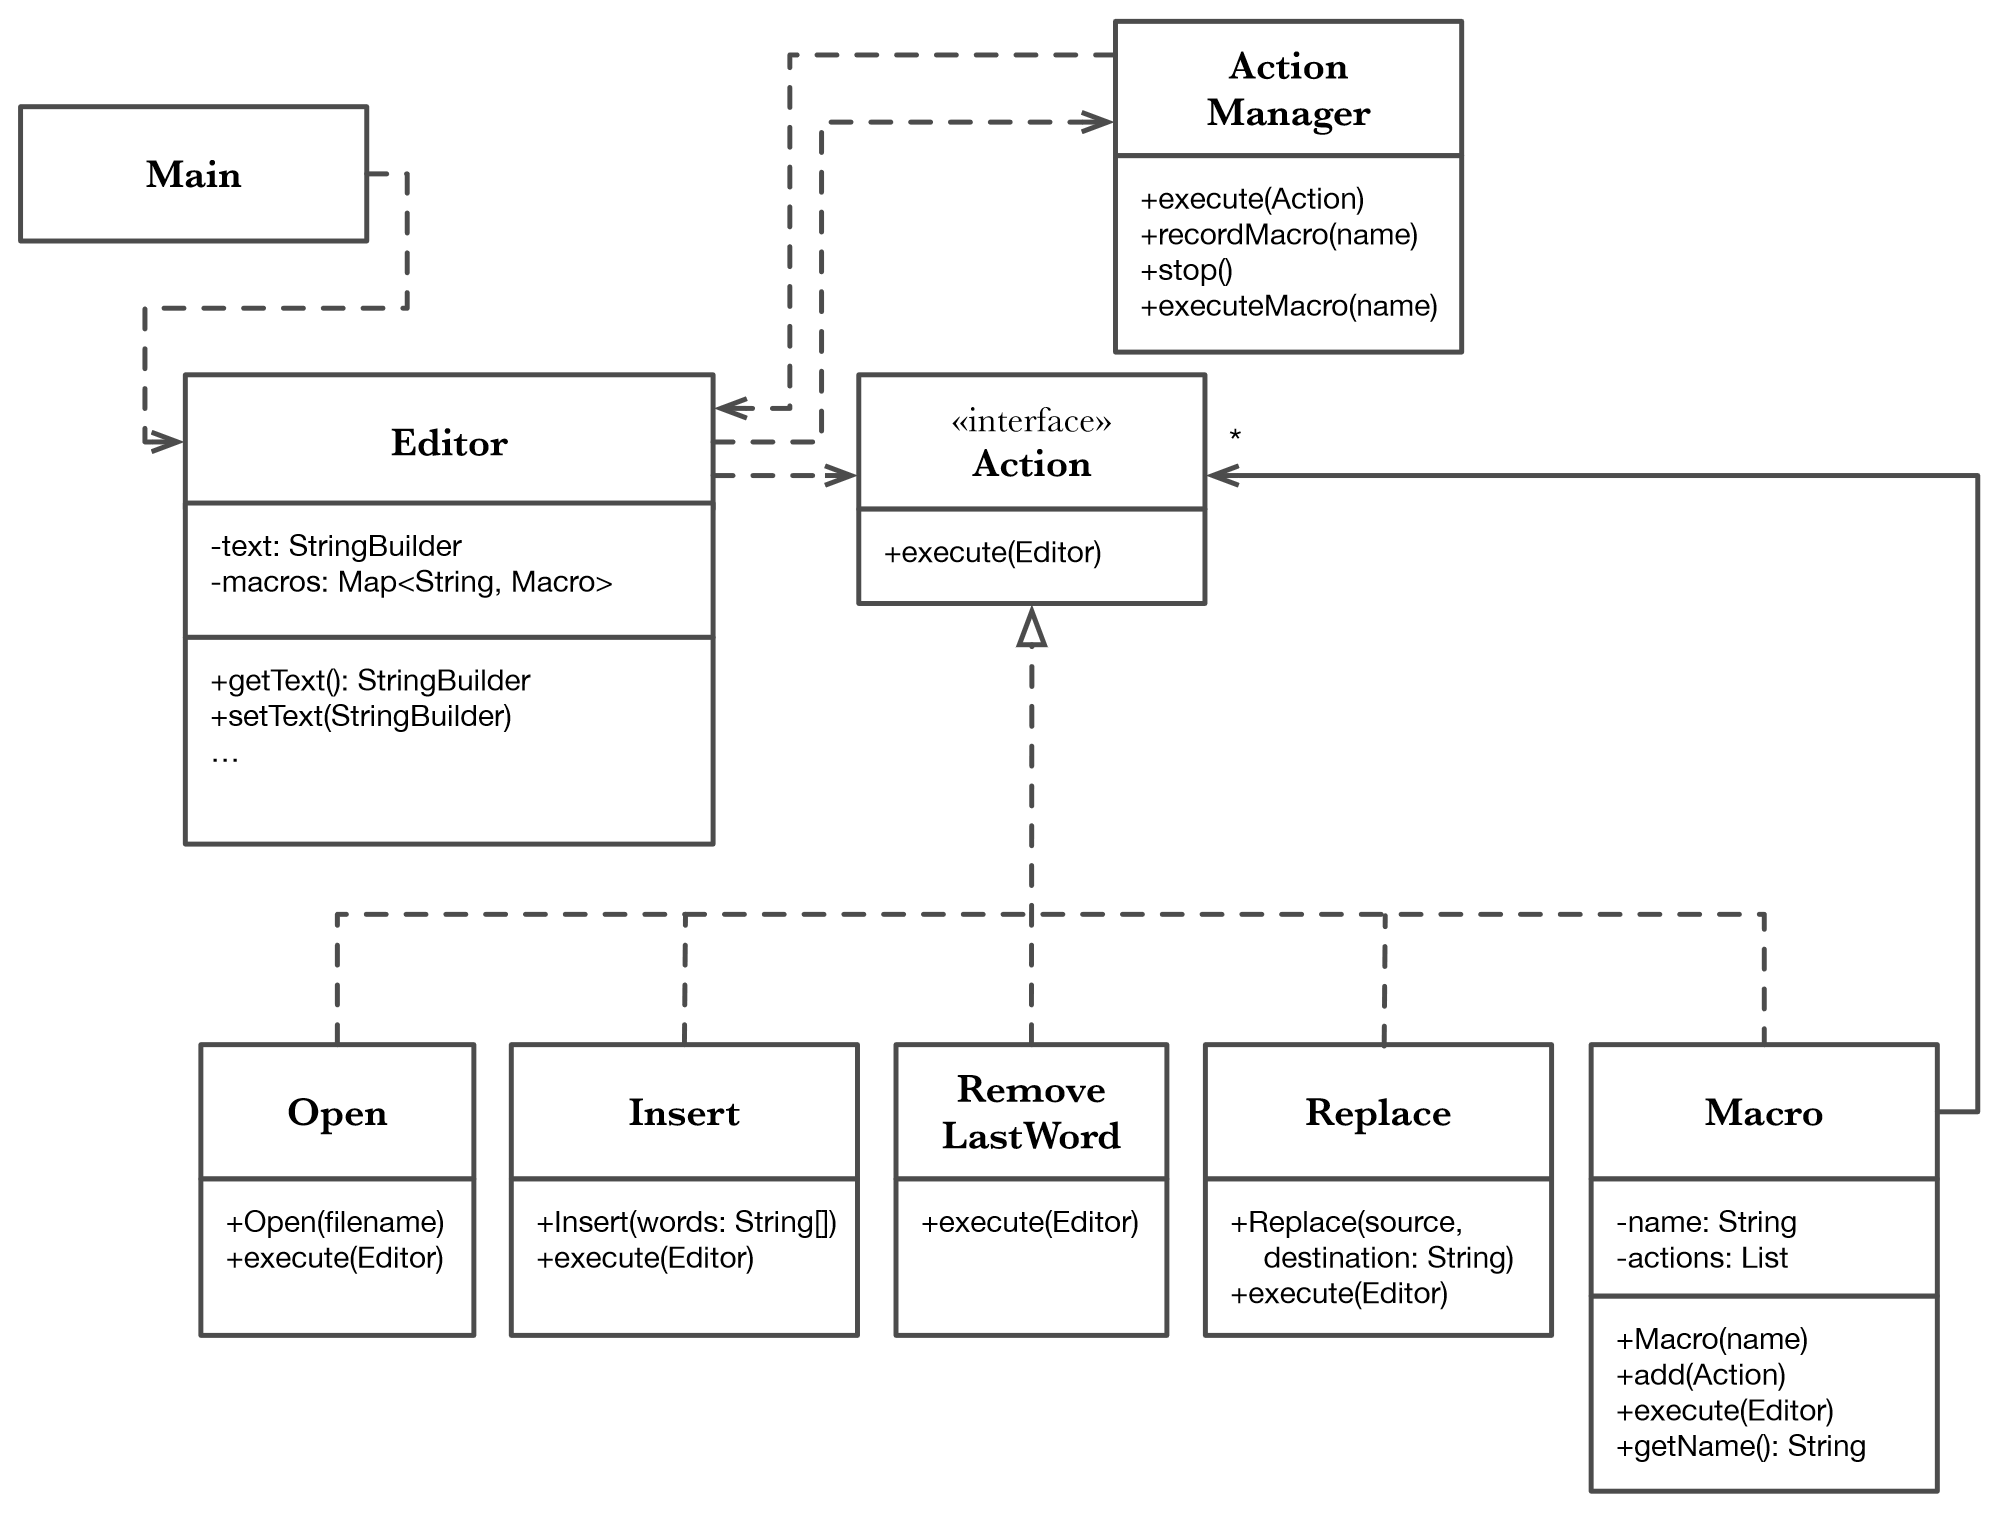 Action
Manager
+execute(Action)
+recordMacro(name)
+stop()
+executeMacro(name)
Main
Editor
-text: StringBuilder
-macros: Map<String, Macro>
+getText(): StringBuilder
+setText(StringBuilder)
…
«interface»
Action
+execute(Editor)
*
Open
+Open(filename)
+execute(Editor)
Insert
+Insert(words: String[])
+execute(Editor)
Remove
LastWord
+execute(Editor)
Replace
+Replace(source,
destination: String)
+execute(Editor)
Macro
-name: String
-actions: List
+Macro(name)
+add(Action)
+execute(Editor)
+getName(): String